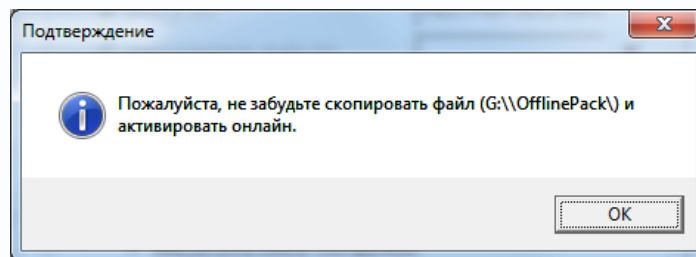 Подтверждение
Пожалуйста, не забудьте скопировать файл (G:\\OfflinePack\) и
активировать онлайн.
OK